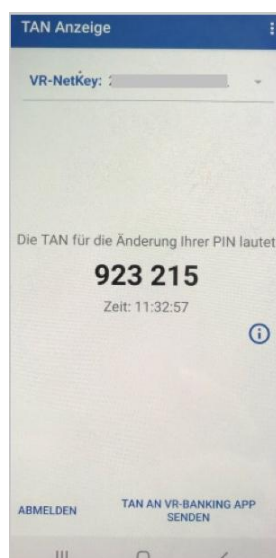 TAN Anzeige
VR-NetKey: 2
Die TAN für die Änderung Ihrer PIN lautet
923 215
Zeit: 11:32:57
ABMELDEN
TAN AN VR-BANKING APP
SENDEN